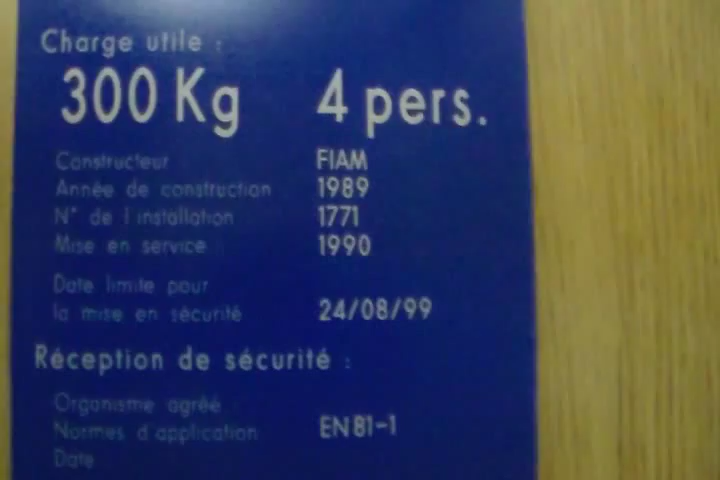 Charge utile :
300 Kg 4 pers.
Constructeur FIAM
Année de construction 1989
N° de l'installation 1771
Mise en service 1990
Date limite pour
la mise en sécurité 24/08/99
Réception de sécurité :
Organisme agréé
Normes d'application EN 81-1
Date